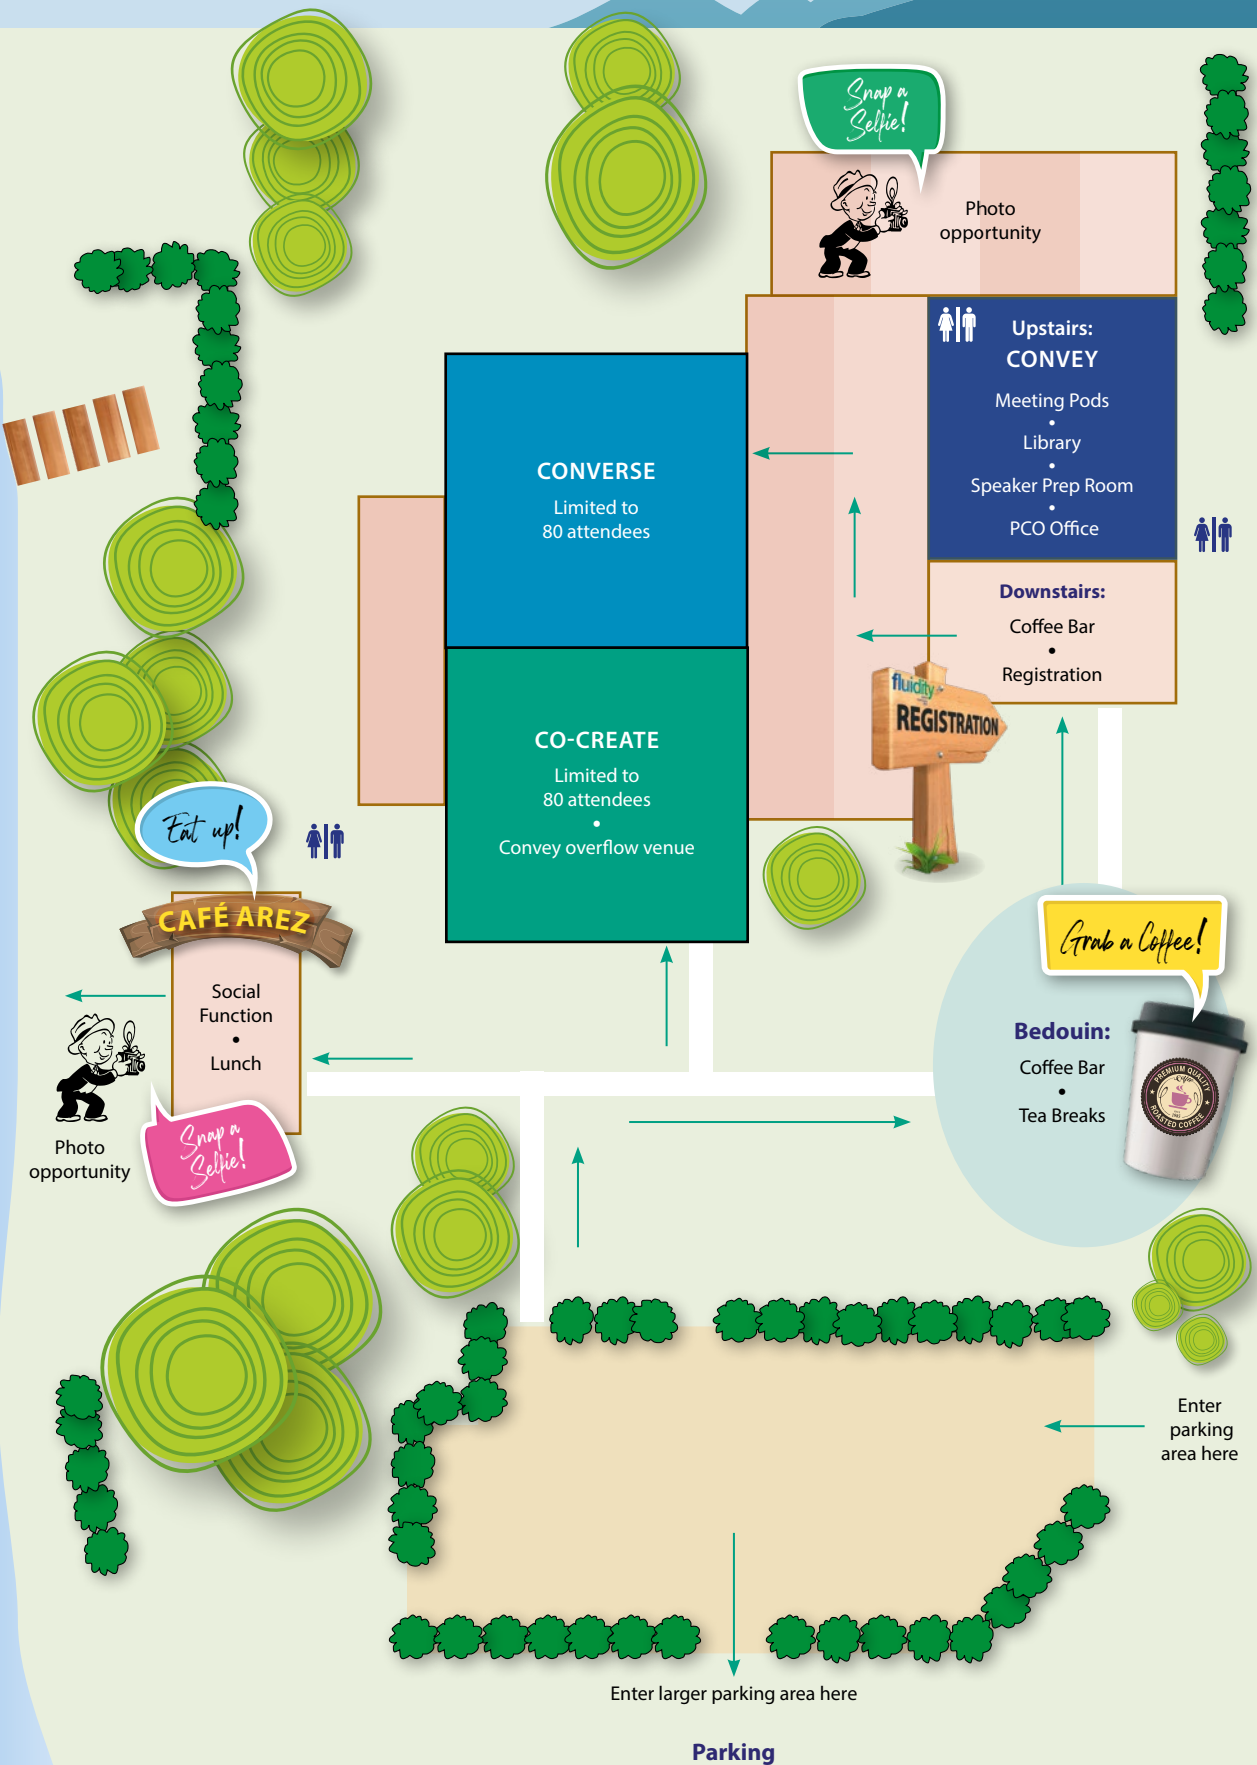 Snap a
Selfie!
Photo
opportunity
Upstairs:
CONVEY
Meeting Pods
•
Library
•
Speaker Prep Room
•
PCO Office
CONVERSE
Limited to
80 attendees
Downstairs:
Coffee Bar
•
Registration
fluidity
REGISTRATION
CO-CREATE
Limited to
80 attendees
•
Convey overflow venue
Eat up!
CAFÉ AREZ
Social
Function
•
Lunch
Photo
opportunity
Snap a
Selfie!
Grab a Coffee!
Bedouin:
Coffee Bar
•
Tea Breaks
PREMIUM QUALITY
Coffee
ROASTED COFFEE
Enter
parking
area here
Enter larger parking area here
Parking